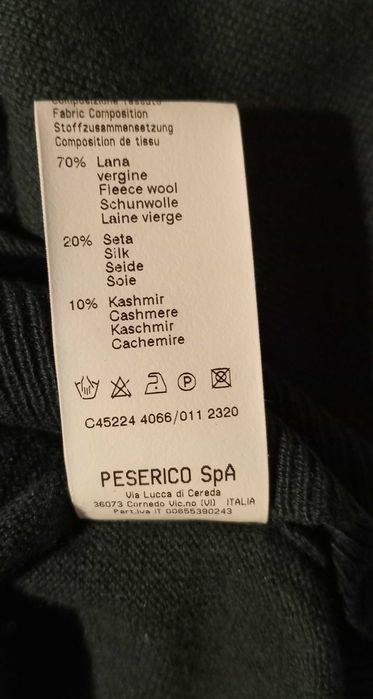 Composizione Tessuto
Fabric Composition
Stoffzusammensetzung
Composition de tissu
70% Lana
vergine
Fleece wool
Schunwolle
Laine vierge
20% Seta
Silk
Seide
Soie
10% Kashmir
Cashmere
Kaschmir
Cachemire
P
C45224 4066/011 2320
PESERICO SpA
Via Lucca di Cereda
36073 Cornedo Vic.no (VI) ITALIA
Part.iva IT 00655390243